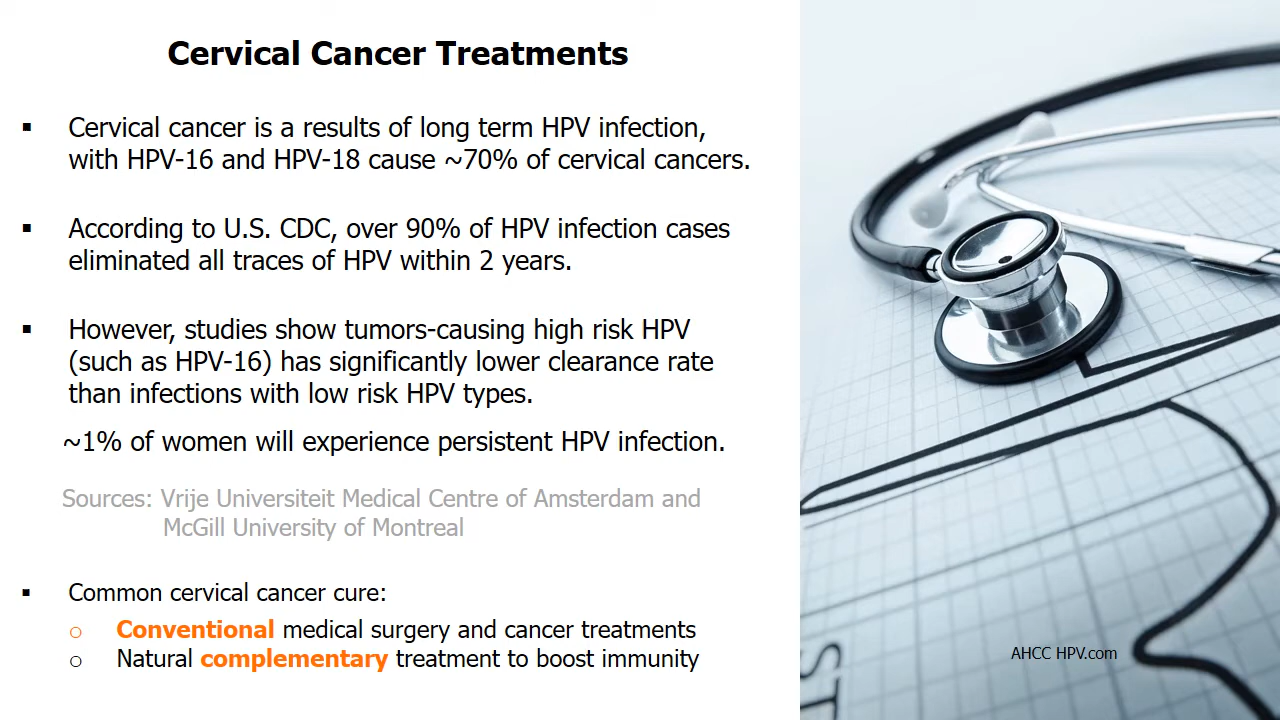 Cervical Cancer Treatments
▪ Cervical cancer is a results of long term HPV infection,
with HPV-16 and HPV-18 cause ~70% of cervical cancers.
▪ According to U.S. CDC, over 90% of HPV infection cases
eliminated all traces of HPV within 2 years.
▪ However, studies show tumors-causing high risk HPV
(such as HPV-16) has significantly lower clearance rate
than infections with low risk HPV types.
~1% of women will experience persistent HPV infection.
Sources: Vrije Universiteit Medical Centre of Amsterdam and
McGill University of Montreal
▪ Common cervical cancer cure:
o Conventional medical surgery and cancer treatments
o Natural complementary treatment to boost immunity
AHCC HPV.com